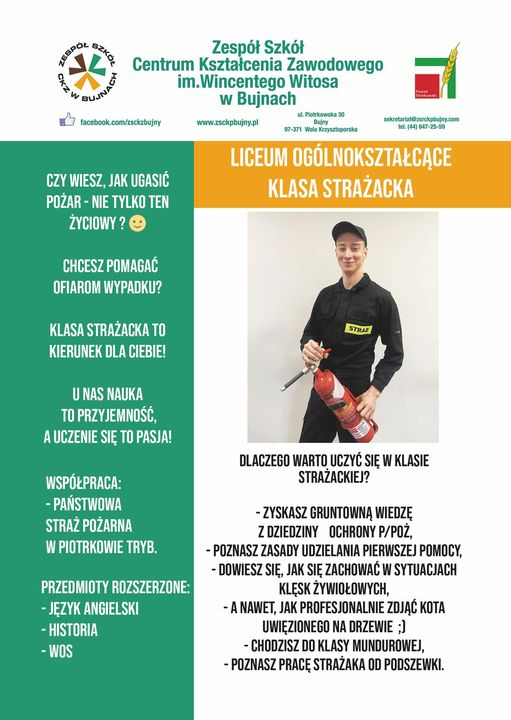 ZESPÓŁ SZKÓŁ
CKZ W BUJNACH
Zespół Szkół
Centrum Kształcenia Zawodowego
im.Wincentego Witosa
w Bujnach
Powiat
Piotrkowski
facebook.com/zsckzbujny
www.zsckpbujny.pl
ul. Piotrkowska 30
Bujny
97-371 Wola Krzysztoporska
sekretariat@zsrckpbujny.com
tel. (44) 647-25-59
CZY WIESZ, JAK UGASIĆ
POŻAR - NIE TYLKO TEN
ŻYCIOWY ? 🙂
CHCESZ POMAGAĆ
OFIAROM WYPADKU?
KLASA STRAŻACKA TO
KIERUNEK DLA CIEBIE!
U NAS NAUKA
TO PRZYJEMNOŚĆ,
A UCZENIE SIĘ TO PASJA!
WSPÓŁPRACA:
- PAŃSTWOWA
STRAŻ POŻARNA
W PIOTRKOWIE TRYB.
PRZEDMIOTY ROZSZERZONE:
- JĘZYK ANGIELSKI
- HISTORIA
- WOS
LICEUM OGÓLNOKSZTAŁCĄCE
KLASA STRAŻACKA
STRAŻ
DLACZEGO WARTO UCZYĆ SIĘ W KLASIE
STRAŻACKIEJ?
- ZYSKASZ GRUNTOWNĄ WIEDZĘ
Z DZIEDZINY OCHRONY P/POŻ,
- POZNASZ ZASADY UDZIELANIA PIERWSZEJ POMOCY,
- DOWIESZ SIĘ, JAK SIĘ ZACHOWAĆ W SYTUACJACH
KLĘSK ŻYWIOŁOWYCH,
- A NAWET, JAK PROFESJONALNIE ZDJĄĆ KOTA
UWIĘZIONEGO NA DRZEWIE ;)
- CHODZISZ DO KLASY MUNDUROWEJ,
- POZNASZ PRACĘ STRAŻAKA OD PODSZEWKI.